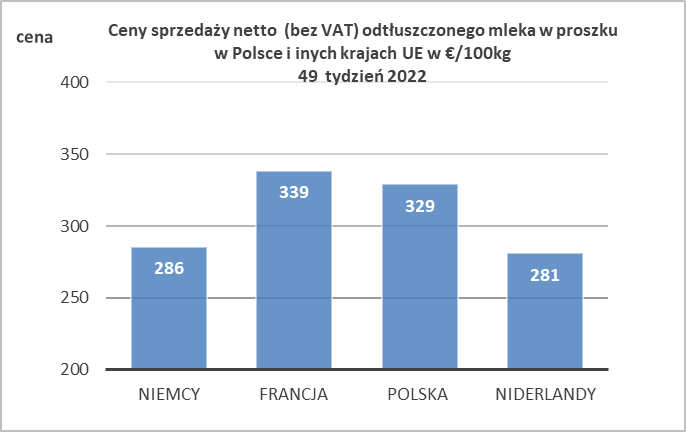 cena
Ceny sprzedaży netto  (bez VAT) odtłuszczonego mleka w proszku
w Polsce i inych krajach UE w €/100kg
49  tydzień 2022
400
350
300
250
200
286
339
329
281
NIEMCY
FRANCJA
POLSKA
NIDERLANDY